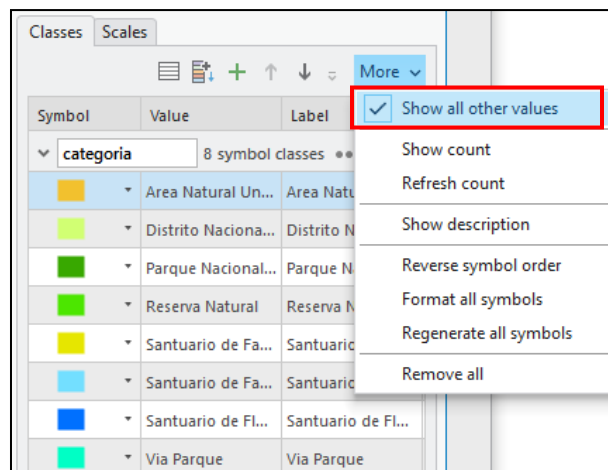 Classes Scales
More
Symbol Value Label
Show all other values
categoria 8 symbol classes
Show count
Refresh count
Area Natural Un... Area Natu
Show description
Distrito Naciona... Distrito N
Parque Nacional... Parque N
Reverse symbol order
Reserva Natural Reserva N
Format all symbols
Santuario de Fa... Santuario
Regenerate all symbols
Santuario de Fa... Santuario
Remove all
Santuario de Fl... Santuario de Fl...
Via Parque Via Parque